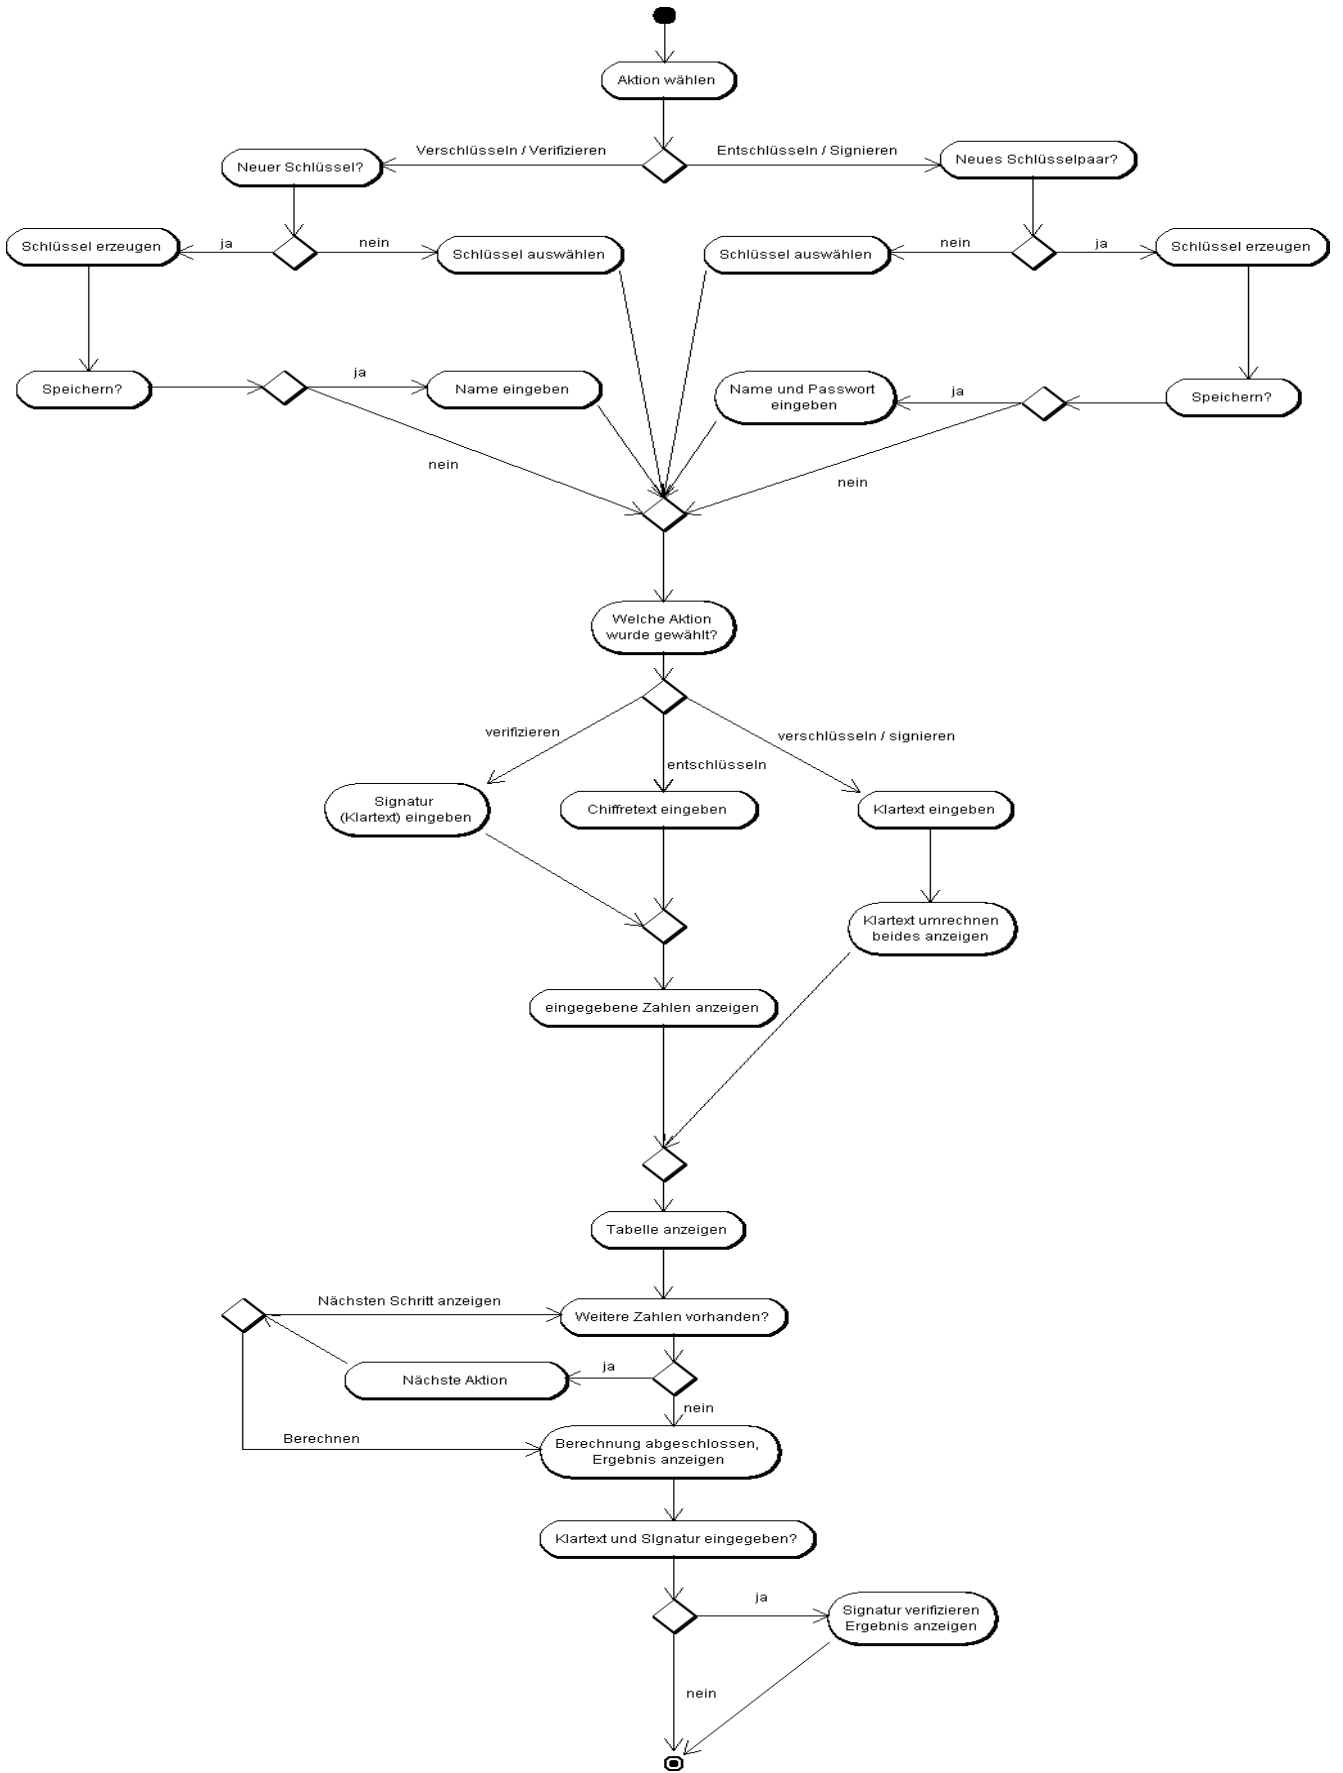 Aktion wählen
Verschlüsseln / Verifizieren
Entschlüsseln / Signieren
Neuer Schlüssel?
Neues Schlüsselpaar?
Schlüssel erzeugen
ja
nein
Schlüssel auswählen
Schlüssel auswählen
nein
ja
Schlüssel erzeugen
Speichern?
ja
Name eingeben
Name und Passwort
eingeben
ja
Speichern?
nein
nein
Welche Aktion
wurde gewählt?
verifizieren
entschlüsseln
verschlüsseln / signieren
Signatur
(Klartext) eingeben
Chiffretext eingeben
Klartext eingeben
Klartext umrechnen
beides anzeigen
eingegebene Zahlen anzeigen
Tabelle anzeigen
Nächsten Schritt anzeigen
Weitere Zahlen vorhanden?
ja
Nächste Aktion
nein
Berechnen
Berechnung abgeschlossen,
Ergebnis anzeigen
Klartext und SIgnatur eingegeben?
ja
Signatur verifizieren
Ergebnis anzeigen
nein